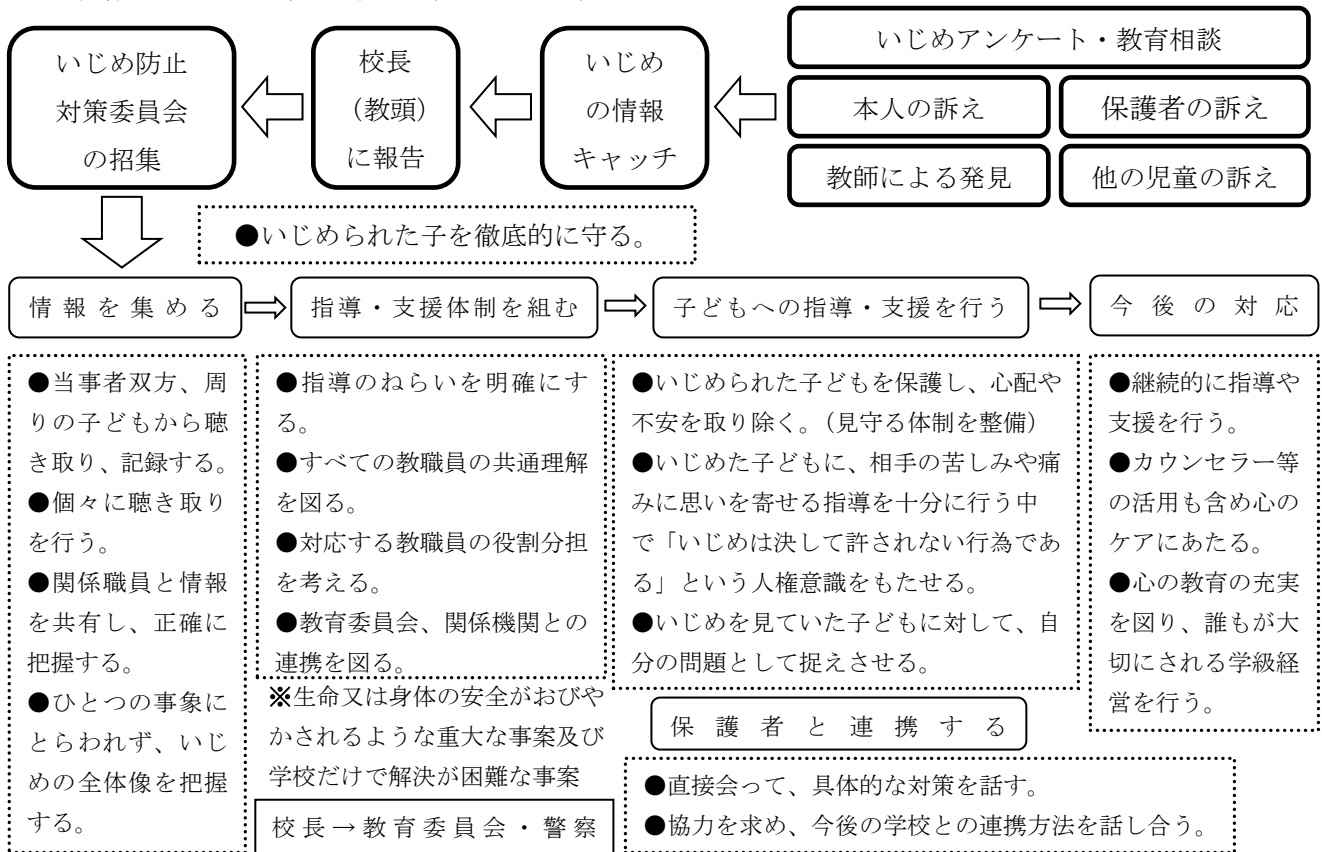 いじめアンケート・教育相談
本人の訴え
保護者の訴え
教師による発見
他の児童の訴え
いじめ
の情報
キャッチ
校長
（教頭）
に報告
いじめ防止
対策委員会
の招集
●いじめられた子を徹底的に守る。
情報を集める
指導・支援体制を組む
子どもへの指導・支援を行う
今後の対応
●当事者双方、周
りの子どもから聴
き取り、記録する。
●個々に聴き取り
を行う。
●関係職員と情報
を共有し、正確に
把握する。
●ひとつの事象に
とらわれず、いじ
めの全体像を把握
する。
●指導のねらいを明確にす
る。
●すべての教職員の共通理解
を図る。
●対応する教職員の役割分担
を考える。
●教育委員会、関係機関との
連携を図る。
※生命又は身体の安全がおびや
かされるような重大な事案及び
学校だけで解決が困難な事案
校長→教育委員会・警察
●いじめられた子どもを保護し、心配や
不安を取り除く。（見守る体制を整備）
●いじめた子どもに、相手の苦しみや痛
みに思いを寄せる指導を十分に行う中
で「いじめは決して許されない行為であ
る」という人権意識をもたせる。
●いじめを見ていた子どもに対して、自
分の問題として捉えさせる。
保護者と連携する
●直接会って、具体的な対策を話す。
●協力を求め、今後の学校との連携方法を話し合う。
●継続的に指導や
支援を行う。
●カウンセラー等
の活用も含め心の
ケアにあたる。
●心の教育の充実
を図り、誰もが大
切にされる学級経
営を行う。